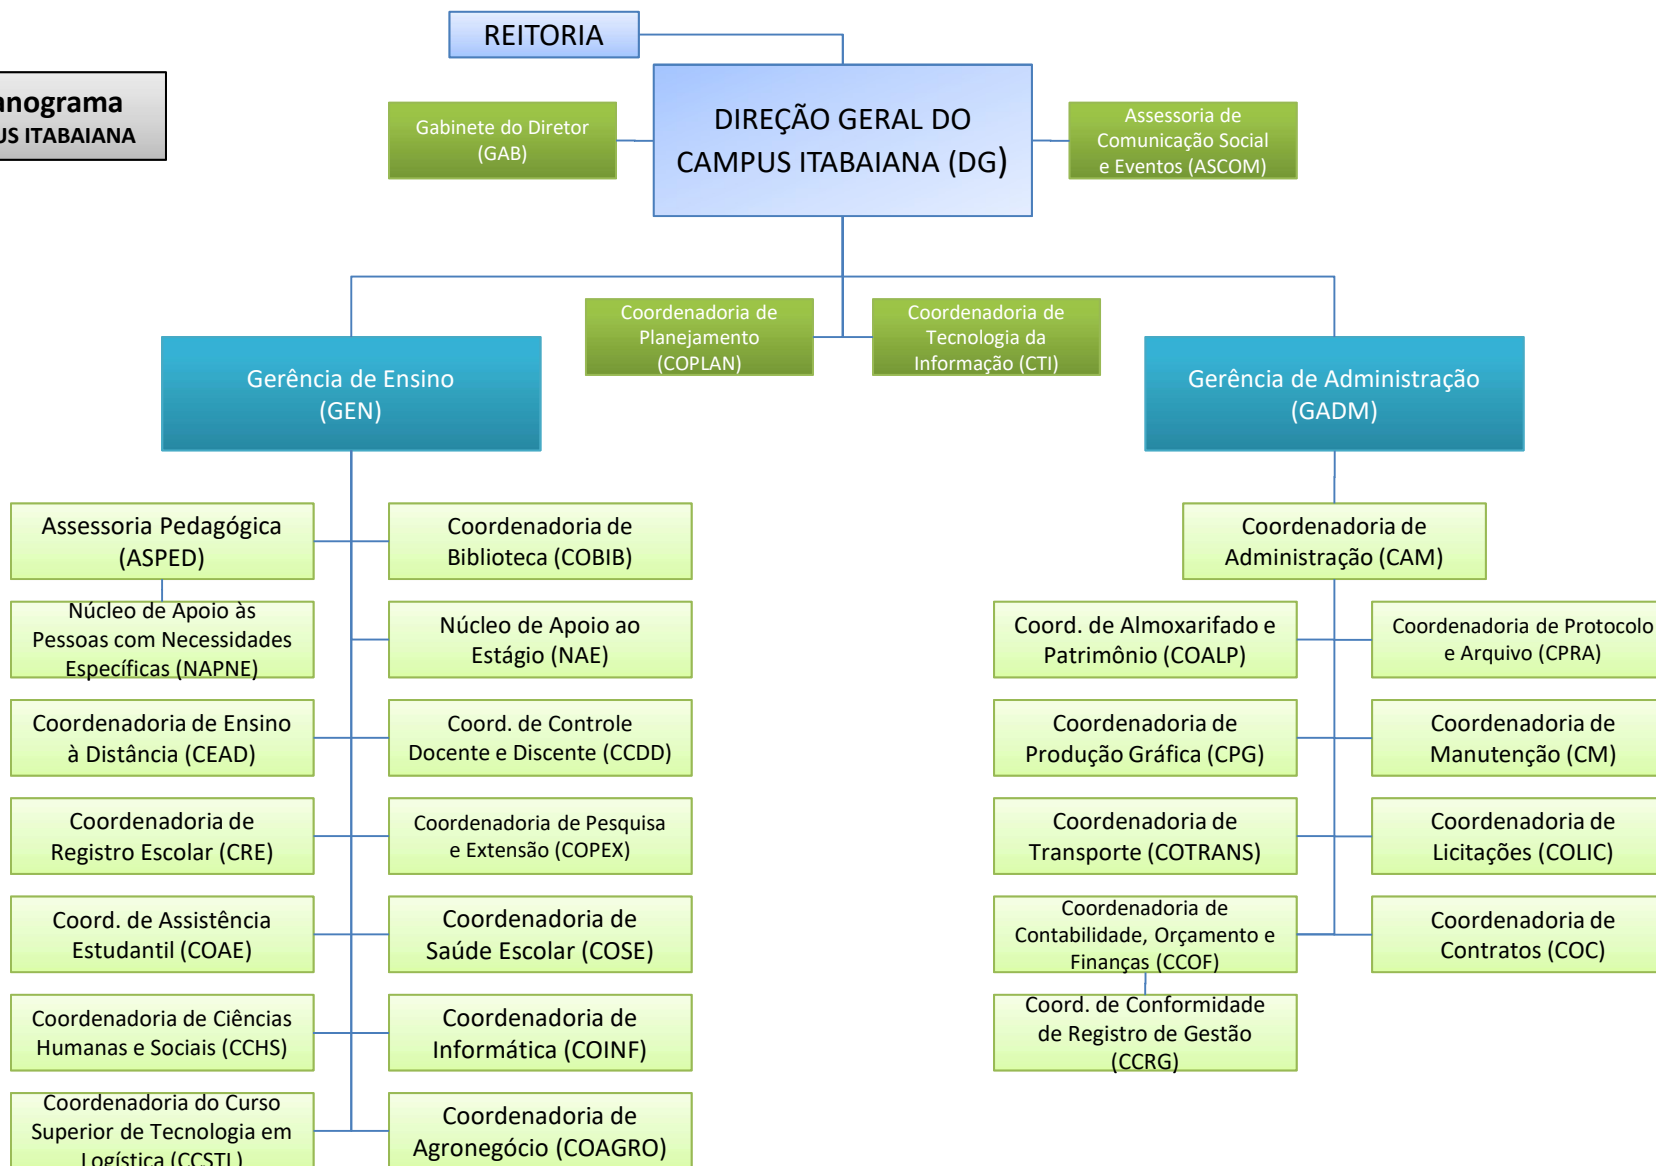 REITORIA
anograma
US ITABAIANA
Gabinete do Diretor
(GAB)
DIREÇÃO GERAL DO
CAMPUS ITABAIANA (DG)
Assessoria de
Comunicação Social
e Eventos (ASCOM)
Coordenadoria de
Planejamento
(COPLAN)
Coordenadoria de
Tecnologia da
Informação (CTI)
Gerência de Ensino
(GEN)
Gerência de Administração
(GADM)
Assessoria Pedagógica
(ASPED)
Coordenadoria de
Biblioteca (COBIB)
Núcleo de Apoio às
Pessoas com Necessidades
Específicas (NAPNE)
Núcleo de Apoio ao
Estágio (NAE)
Coordenadoria de Ensino
à Distância (CEAD)
Coord. de Controle
Docente e Discente (CCDD)
Coordenadoria de
Registro Escolar (CRE)
Coordenadoria de Pesquisa
e Extensão (COPEX)
Coord. de Assistência
Estudantil (COAE)
Coordenadoria de
Saúde Escolar (COSE)
Coordenadoria de Ciências
Humanas e Sociais (CCHS)
Coordenadoria de
Informática (COINF)
Coordenadoria do Curso
Superior de Tecnologia em
Logística (CCSTL)
Coordenadoria de
Agronegócio (COAGRO)
Coordenadoria de
Administração (CAM)
Coord. de Almoxarifado e
Patrimônio (COALP)
Coordenadoria de Protocolo
e Arquivo (CPRA)
Coordenadoria de
Produção Gráfica (CPG)
Coordenadoria de
Manutenção (CM)
Coordenadoria de
Transporte (COTRANS)
Coordenadoria de
Licitações (COLIC)
Coordenadoria de
Contabilidade, Orçamento e
Finanças (CCOF)
Coordenadoria de
Contratos (COC)
Coord. de Conformidade
de Registro de Gestão
(CCRG)